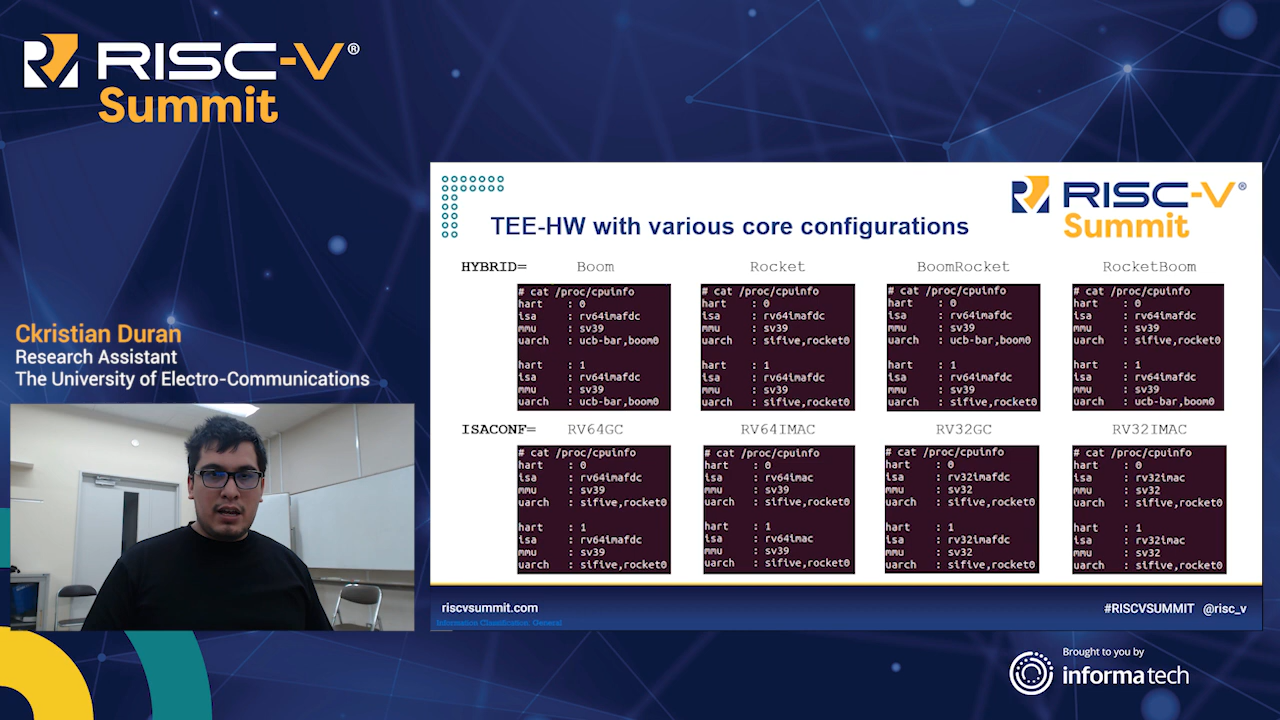 RISC-V®
Summit
Ckristian Duran
Research Assistant
The University of Electro-Communications
RISC-V®
Summit
TEE-HW with various core configurations
HYBRID= Boom Rocket BoomRocket RocketBoom
# cat /proc/cpuinfo
hart : 0
isa : rv64imafdc
mmu : sv39
uarch : ucb-bar,boom0
hart : 1
isa : rv64imafdc
mmu : sv39
uarch : ucb-bar,boom0
# cat /proc/cpuinfo
hart : 0
isa : rv64imafdc
mmu : sv39
uarch : sifive,rocket0
hart : 1
isa : rv64imafdc
mmu : sv39
uarch : sifive,rocket0
# cat /proc/cpuinfo
hart : 0
isa : rv64imafdc
mmu : sv39
uarch : ucb-bar,boom0
hart : 1
isa : rv64imafdc
mmu : sv39
uarch : sifive,rocket0
# cat /proc/cpuinfo
hart : 0
isa : rv64imafdc
mmu : sv39
uarch : sifive,rocket0
hart : 1
isa : rv64imafdc
mmu : sv39
uarch : ucb-bar,boom0
ISACONF= RV64GC RV64IMAC RV32GC RV32IMAC
# cat /proc/cpuinfo
hart : 0
isa : rv64imafdc
mmu : sv39
uarch : sifive,rocket0
hart : 1
isa : rv64imafdc
mmu : sv39
uarch : sifive,rocket0
# cat /proc/cpuinfo
hart : 0
isa : rv64imac
mmu : sv39
uarch : sifive,rocket0
hart : 1
isa : rv64imac
mmu : sv39
uarch : sifive,rocket0
# cat /proc/cpuinfo
hart : 0
isa : rv32imafdc
mmu : sv32
uarch : sifive,rocket0
hart : 1
isa : rv32imafdc
mmu : sv32
uarch : sifive,rocket0
# cat /proc/cpuinfo
hart : 0
isa : rv32imac
mmu : sv32
uarch : sifive,rocket0
hart : 1
isa : rv32imac
mmu : sv32
uarch : sifive,rocket0
riscvsummit.com
#RISCVSUMMIT @risc_v
Information Classification: General
Brought to you by
informa tech